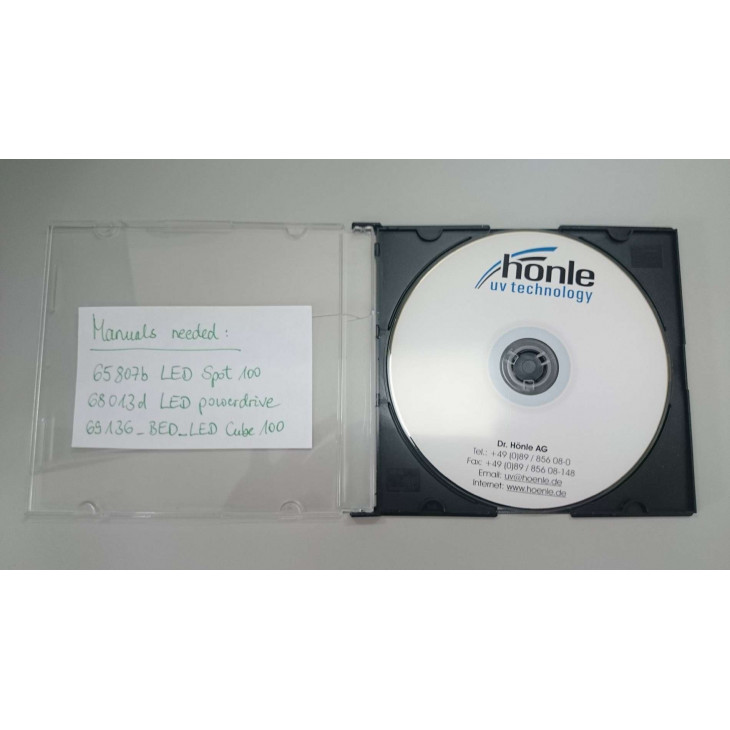 Manuals needed:
65807b LED Spot 100
68013d LED powerdrive
69136_BED_LED Cube 100
hönle
uv technology
Dr. Hönle AG
Tel.: +49 (0)89 / 856 08-0
Fax: +49 (0)89 / 856 08-148
Email: uv@hoenle.de
Internet: www.hoenle.de